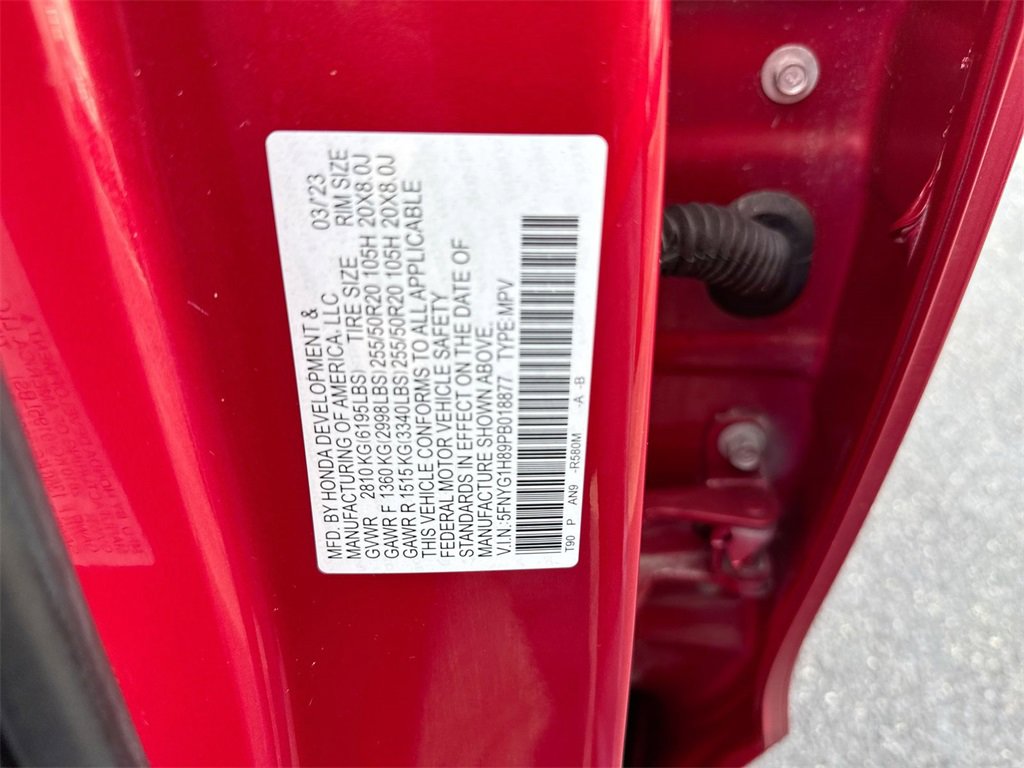 MFD. BY HONDA DEVELOPMENT & 03/'23
MANUFACTURING OF AMERICA, LLC
GVWR 2810 KG(6195LBS) TIRE SIZE RIM SIZE
GAWR F 1360 KG(2998LBS) 255/50R20 105H 20X8.0J
GAWR R 1515 KG(3340LBS) 255/50R20 105H 20X8.0J
THIS VEHICLE CONFORMS TO ALL APPLICABLE
FEDERAL MOTOR VEHICLE SAFETY
STANDARDS IN EFFECT ON THE DATE OF
MANUFACTURE SHOWN ABOVE.
V.I.N.:5FNYG1H89PB018877 TYPE:MPV
T90 P AN9 -R580M -A -B